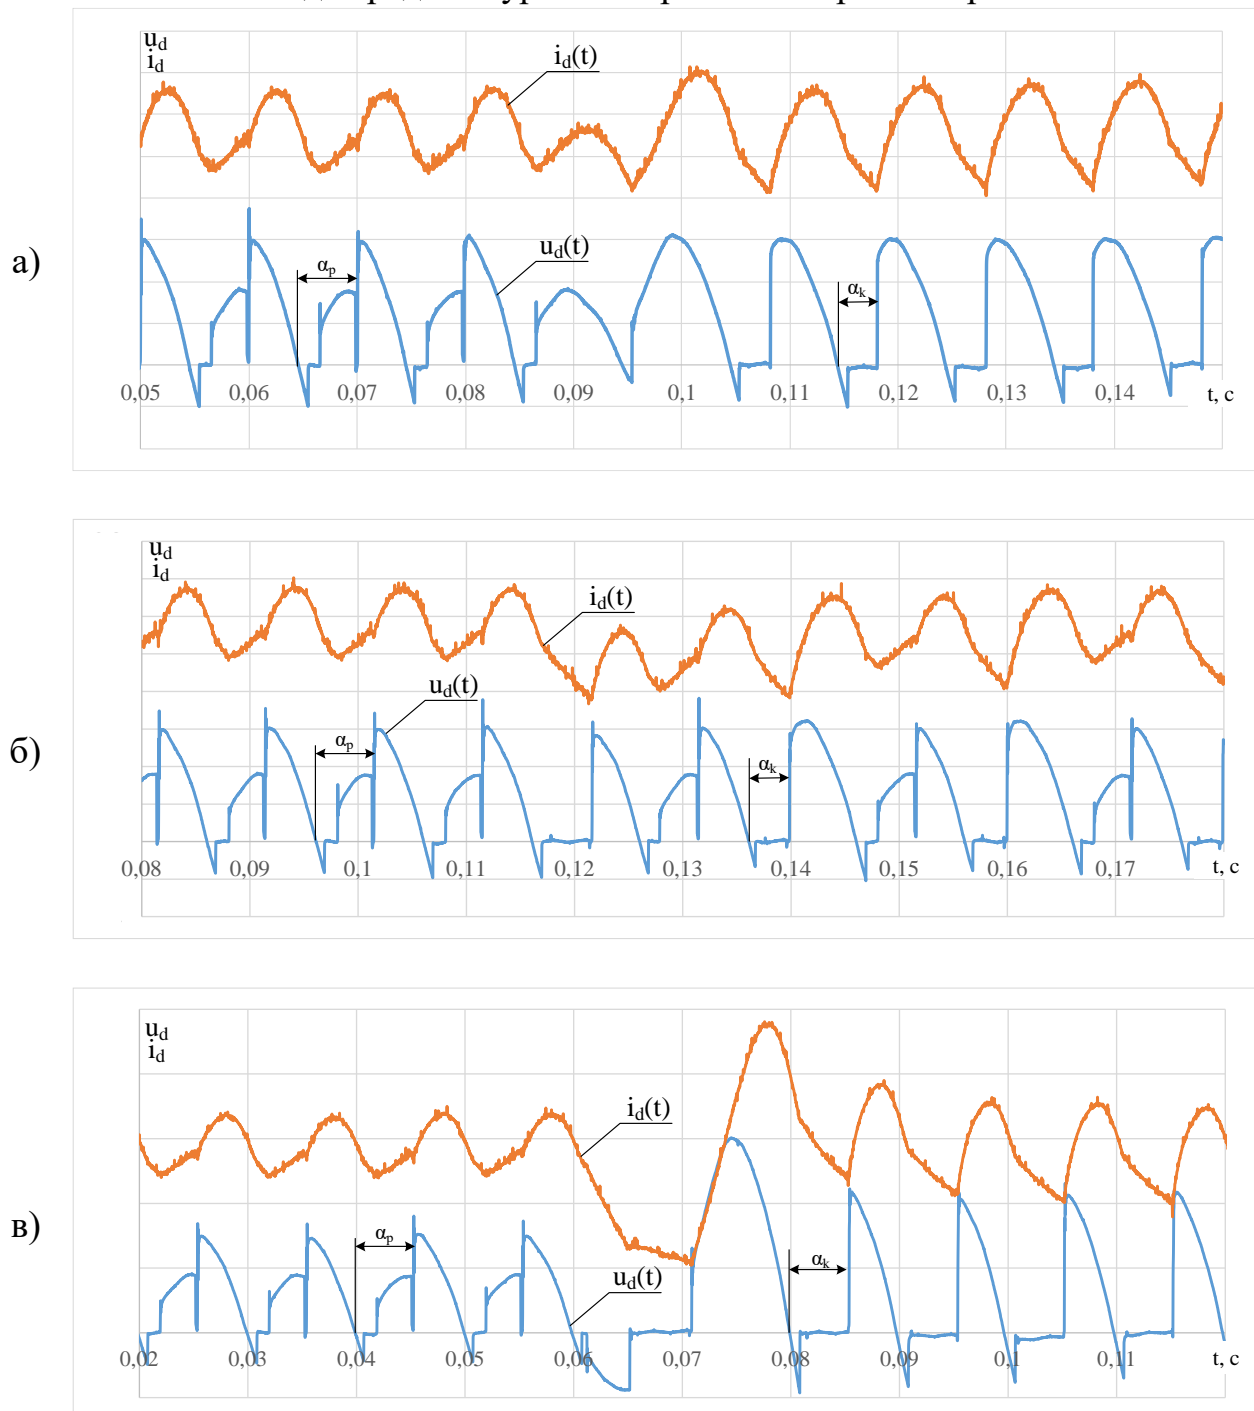 u_d
i_d
i_d(t)
а)
α_p
u_d(t)
α_k
0,05 0,06 0,07 0,08 0,09 0,1 0,11 0,12 0,13 0,14 t, c
u_d
i_d
i_d(t)
u_d(t)
б)
α_p
α_k
0,08 0,09 0,1 0,11 0,12 0,13 0,14 0,15 0,16 0,17 t, c
u_d
i_d
i_d(t)
в)
α_p
α_k
u_d(t)
0,02 0,03 0,04 0,05 0,06 0,07 0,08 0,09 0,1 0,11 t, c